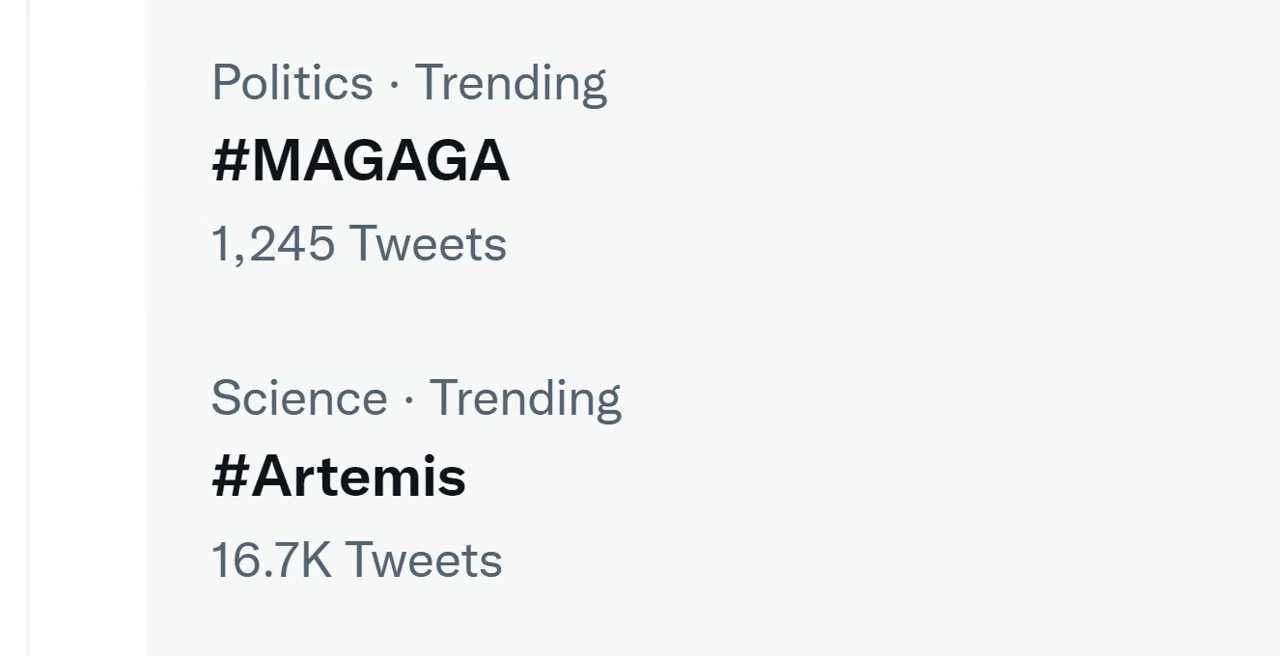 Politics · Trending
#MAGAGA
1,245 Tweets
Science · Trending
#Artemis
16.7K Tweets